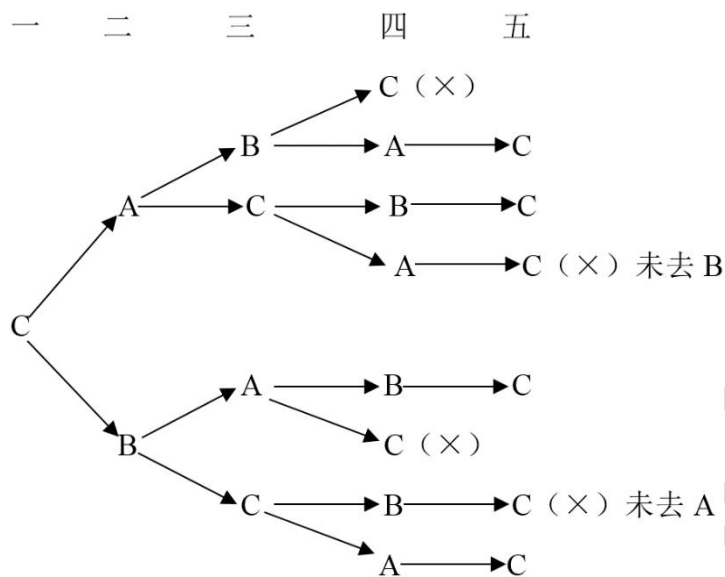 一 二 三 四 五
C（×）
B A C
A C B C
A C（×）未去 B
C
A B C
B C（×）
C B C（×）未去 A
A C